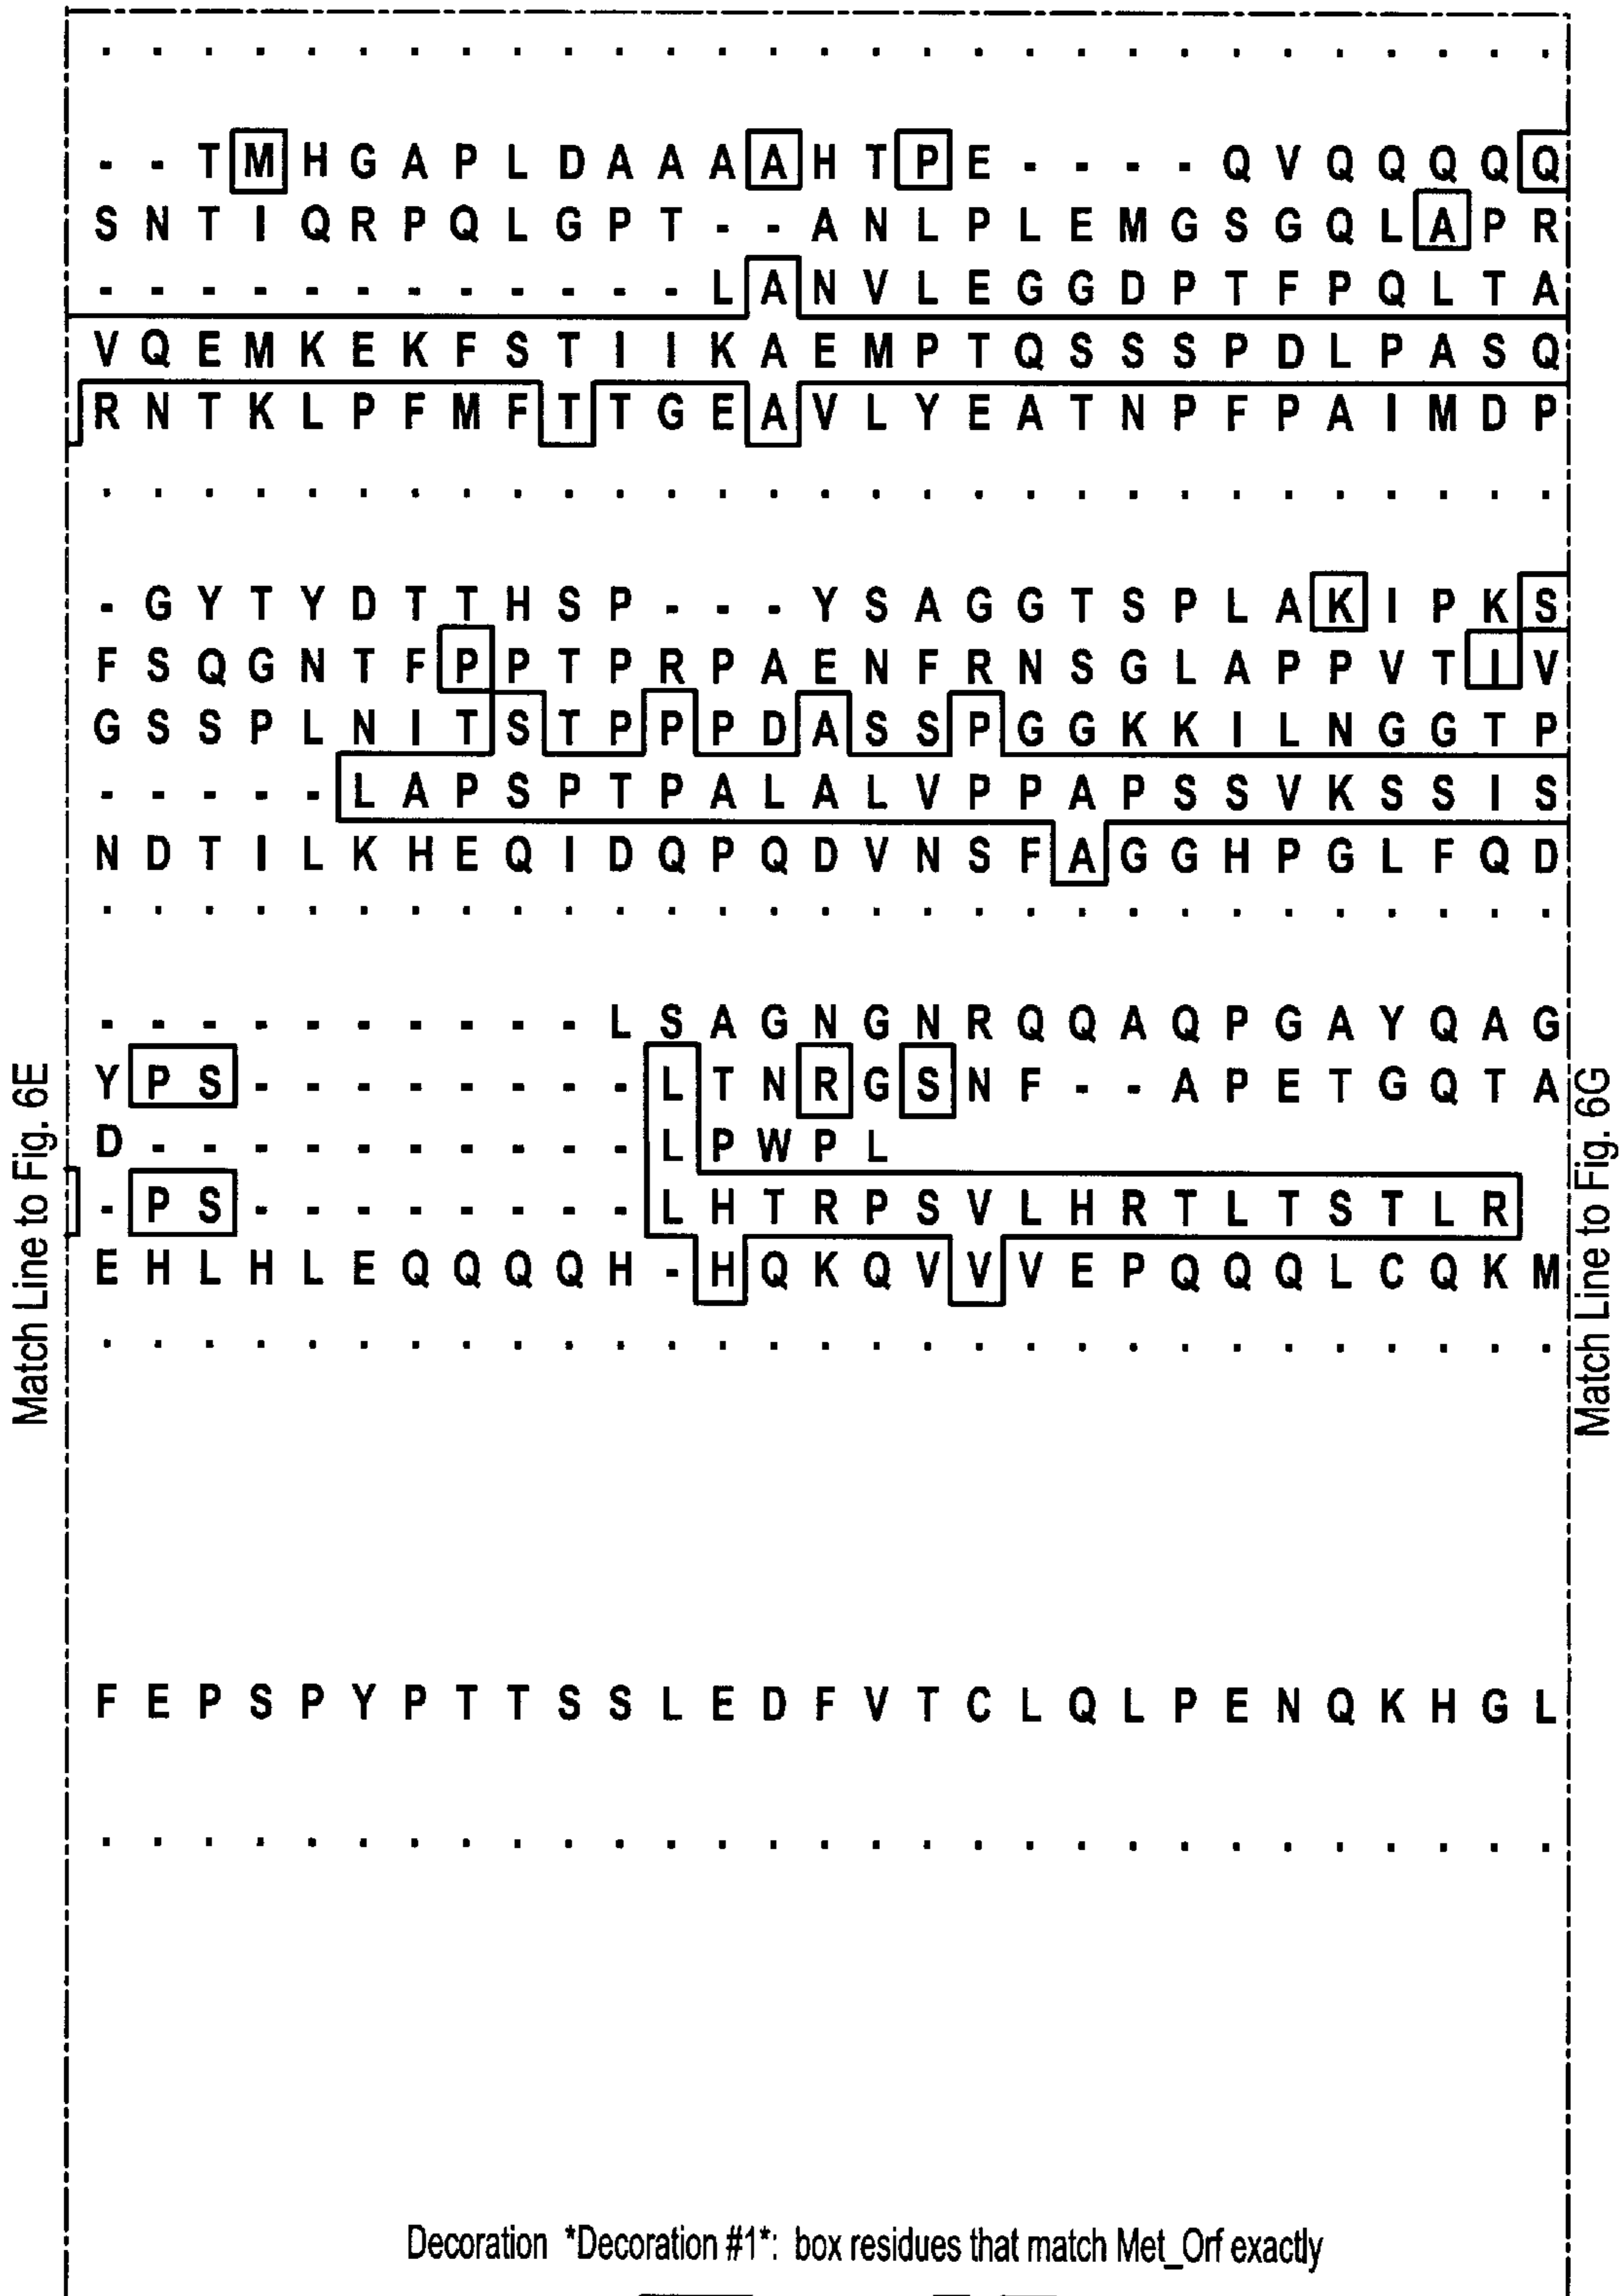 . . . . . . . . . . . . . . . . . . . . . . . . . . . . .
- - T M H G A P L D A A A A H T P E - - - - Q V Q Q Q Q Q
S N T I Q R P Q L G P T - - A N L P L E M G S G Q L A P R
- - - - - - - - - - - - L A N V L E G G D P T F P Q L T A
V Q E M K E K F S T I I K A E M P T Q S S S P D L P A S Q
R N T K L P F M F T T G E A V L Y E A T N P F P A I M D P
. . . . . . . . . . . . . . . . . . . . . . . . . . . . .
- G Y T Y D T T H S P - - - Y S A G G T S P L A K I P K S
F S Q G N T F P P T P R P A E N F R N S G L A P P V T I V
G S S P L N I T S T P P P D A S S P G G K K I L N G G T P
- - - - - L A P S P T P A L A L V P P A P S S V K S S I S
N D T I L K H E Q I D Q P Q D V N S F A G G H P G L F Q D
. . . . . . . . . . . . . . . . . . . . . . . . . . . . .
- - - - - - - - - - L S A G N G N R Q Q A Q P G A Y Q A G
Y P S - - - - - - - - L T N R G S N F - - A P E T G Q T A
D - - - - - - - - - - L P W P L
- P S - - - - - - - - L H T R P S V L H R T L T S T L R
E H L H L E Q Q Q Q H - H Q K Q V V V E P Q Q Q L C Q K M
. . . . . . . . . . . . . . . . . . . . . . . . . . . . .
Match Line to Fig. 6E
Match Line to Fig. 6G
F E P S P Y P T T S S L E D F V T C L Q L P E N Q K H G L
. . . . . . . . . . . . . . . . . . . . . . . . . . . . .
Decoration *Decoration #1*: box residues that match Met_Orf exactly